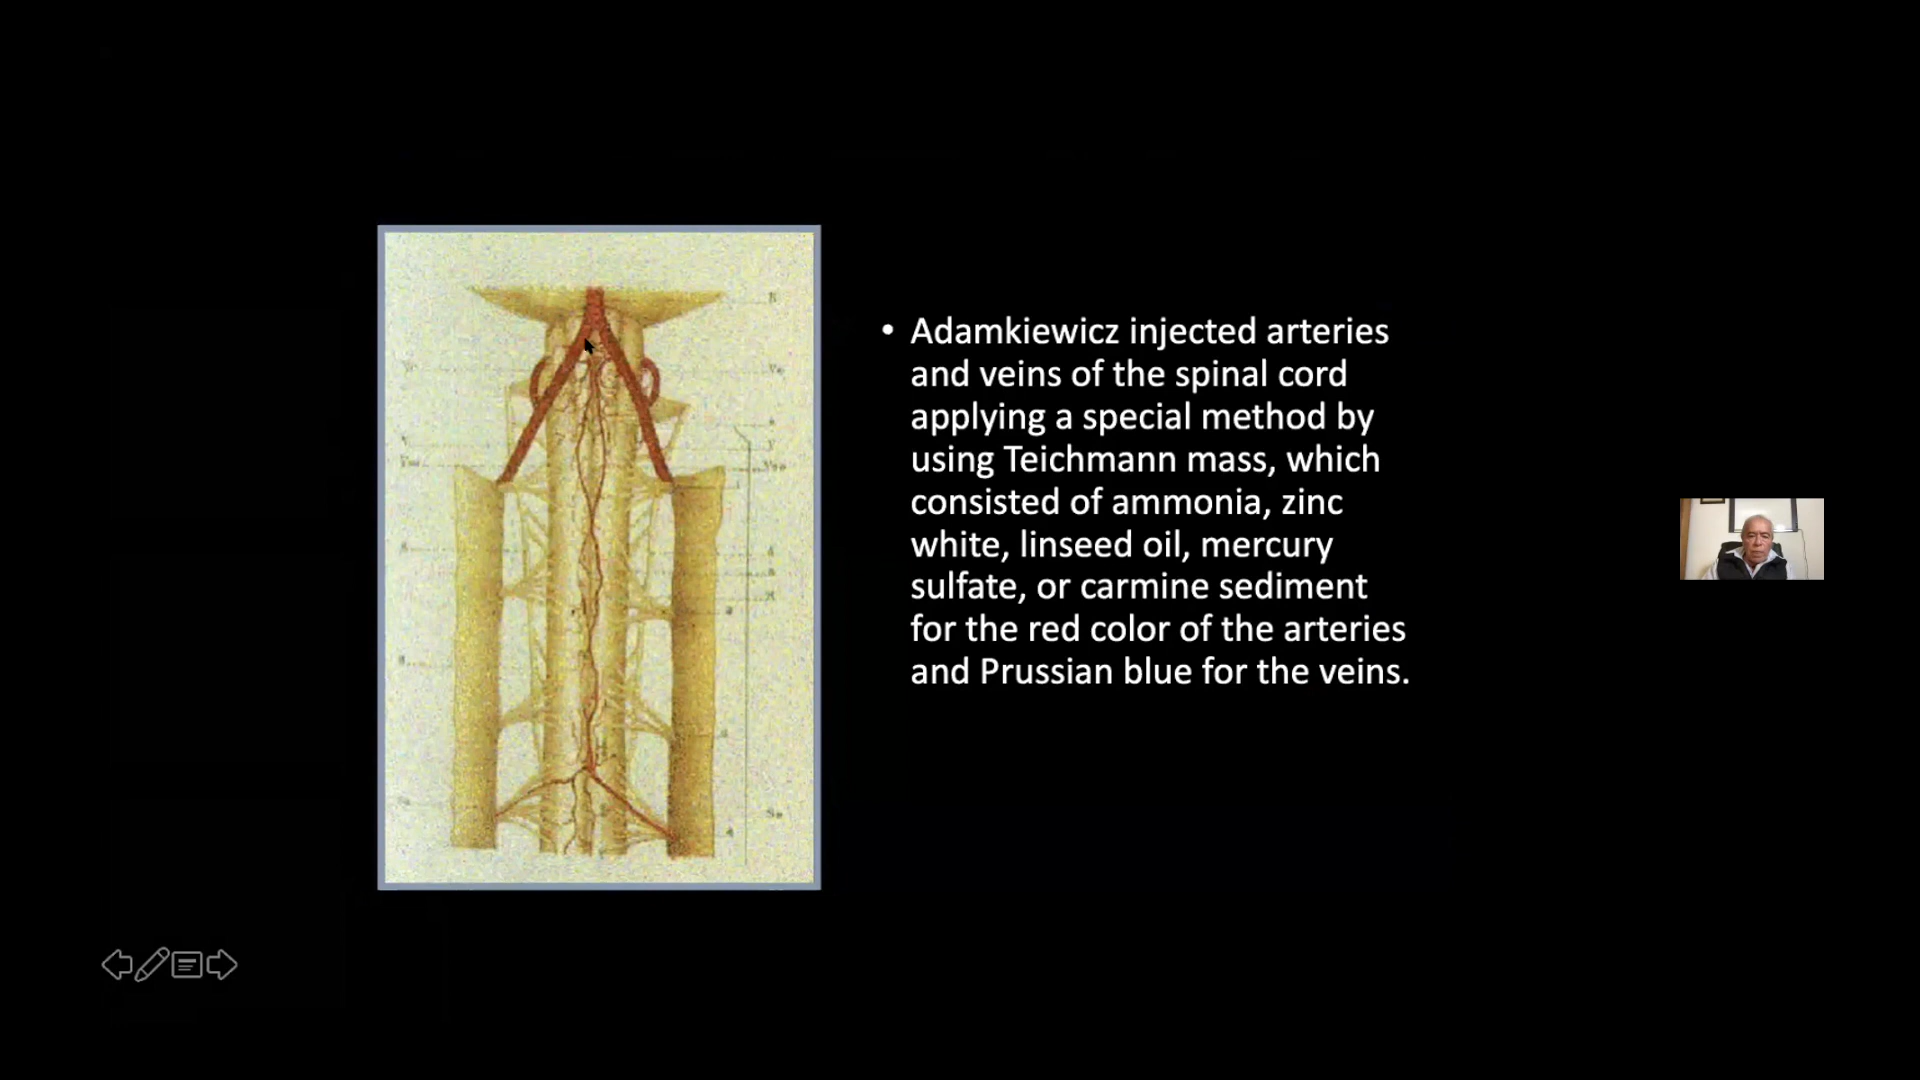 • Adamkiewicz injected arteries
and veins of the spinal cord
applying a special method by
using Teichmann mass, which
consisted of ammonia, zinc
white, linseed oil, mercury
sulfate, or carmine sediment
for the red color of the arteries
and Prussian blue for the veins.